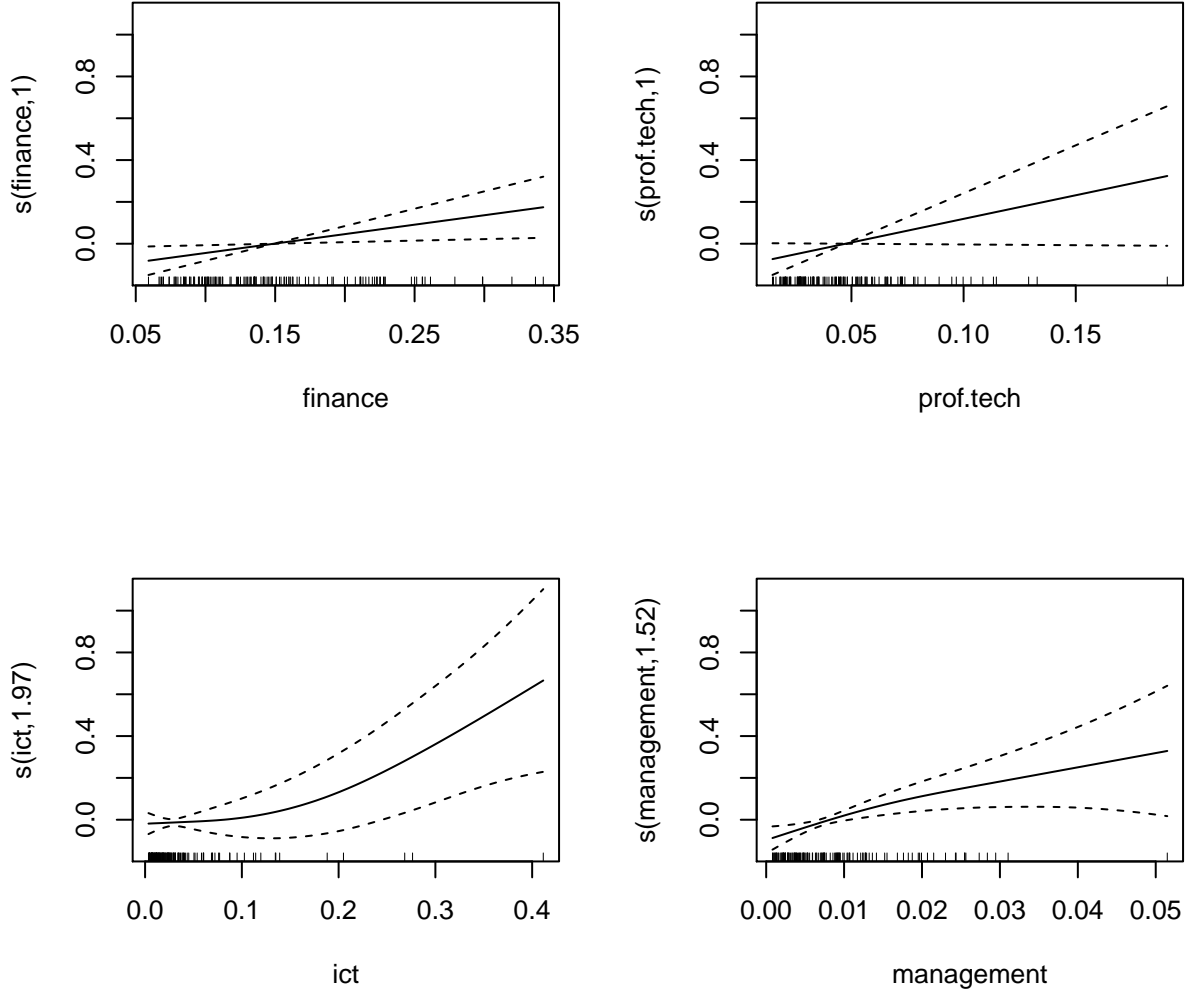 s(finance,1)
0.0 0.4 0.8
0.05 0.15 0.25 0.35
finance
s(prof.tech,1)
0.0 0.4 0.8
0.05 0.10 0.15
prof.tech
s(ict,1.97)
0.0 0.4 0.8
0.0 0.1 0.2 0.3 0.4
ict
s(management,1.52)
0.0 0.4 0.8
0.00 0.01 0.02 0.03 0.04 0.05
management